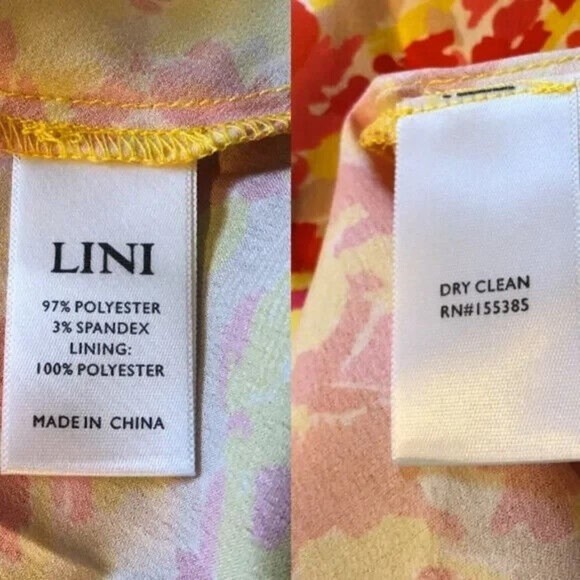 LINI
97% POLYESTER
3% SPANDEX
LINING:
100% POLYESTER
MADE IN CHINA
DRY CLEAN
RN#155385